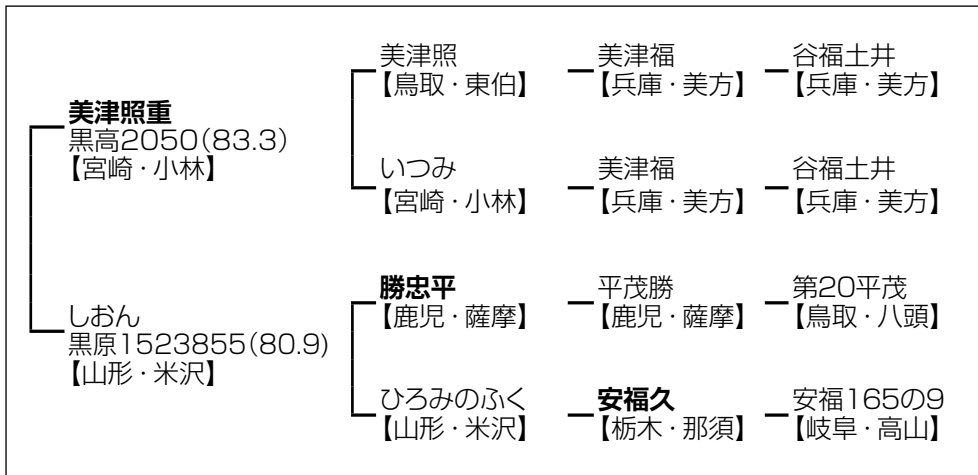 美津照重
黒高2050(83.3)
【宮崎・小林】
しおん
黒原1523855(80.9)
【山形・米沢】
美津照
【鳥取・東伯】
美津福
【兵庫・美方】
谷福土井
【兵庫・美方】
いつみ
【宮崎・小林】
美津福
【兵庫・美方】
谷福土井
【兵庫・美方】
勝忠平
【鹿児・薩摩】
平茂勝
【鹿児・薩摩】
第20平茂
【鳥取・八頭】
ひろみのふく
【山形・米沢】
安福久
【栃木・那須】
安福165の9
【岐阜・高山】